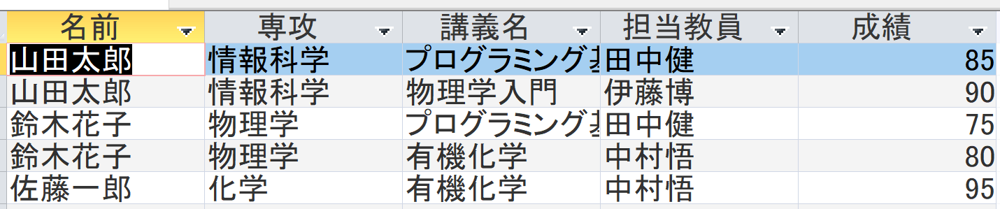 名前 専攻 講義名 担当教員 成績
山田太郎 情報科学 プログラミング 田中健 85
山田太郎 情報科学 物理学入門 伊藤博 90
鈴木花子 物理学 プログラミング 田中健 75
鈴木花子 物理学 有機化学 中村悟 80
佐藤一郎 化学 有機化学 中村悟 95